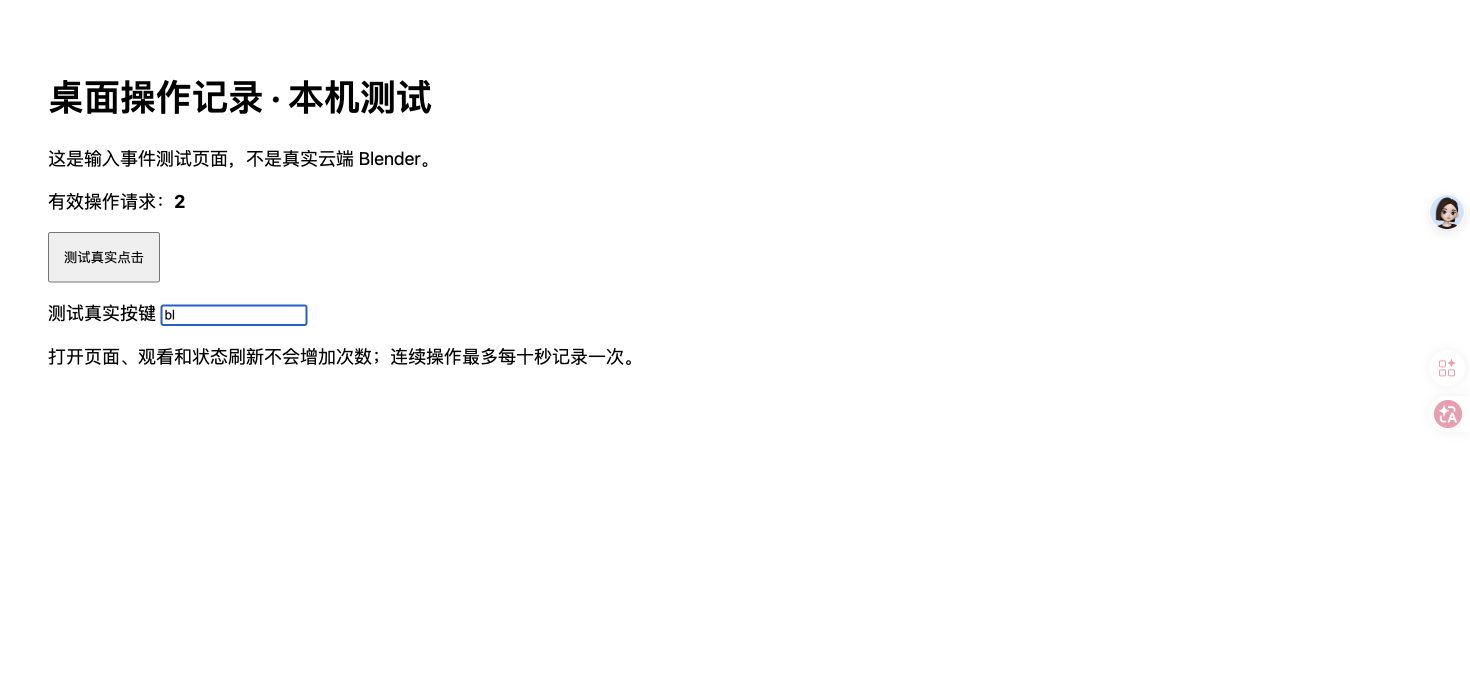 桌面操作记录 · 本机测试
这是输入事件测试页面，不是真实云端 Blender。
有效操作请求：2
测试真实点击
测试真实按键 bl
打开页面、观看和状态刷新不会增加次数；连续操作最多每十秒记录一次。